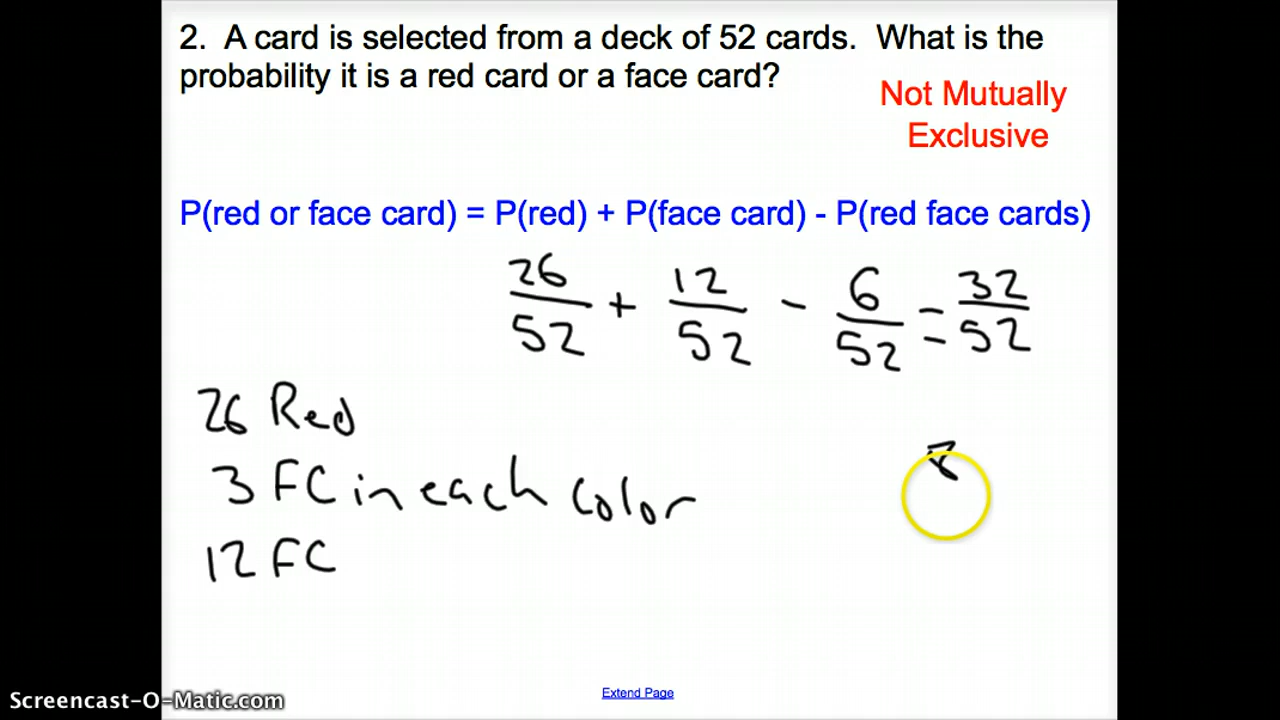 2. A card is selected from a deck of 52 cards. What is the
probability it is a red card or a face card?
Not Mutually
Exclusive
P(red or face card) = P(red) + P(face card) - P(red face cards)
26/52 + 12/52 - 6/52 = 32/52
26 Red
3 FC in each color
8
12 FC
Extend Page
Screencast-O-Matic.com